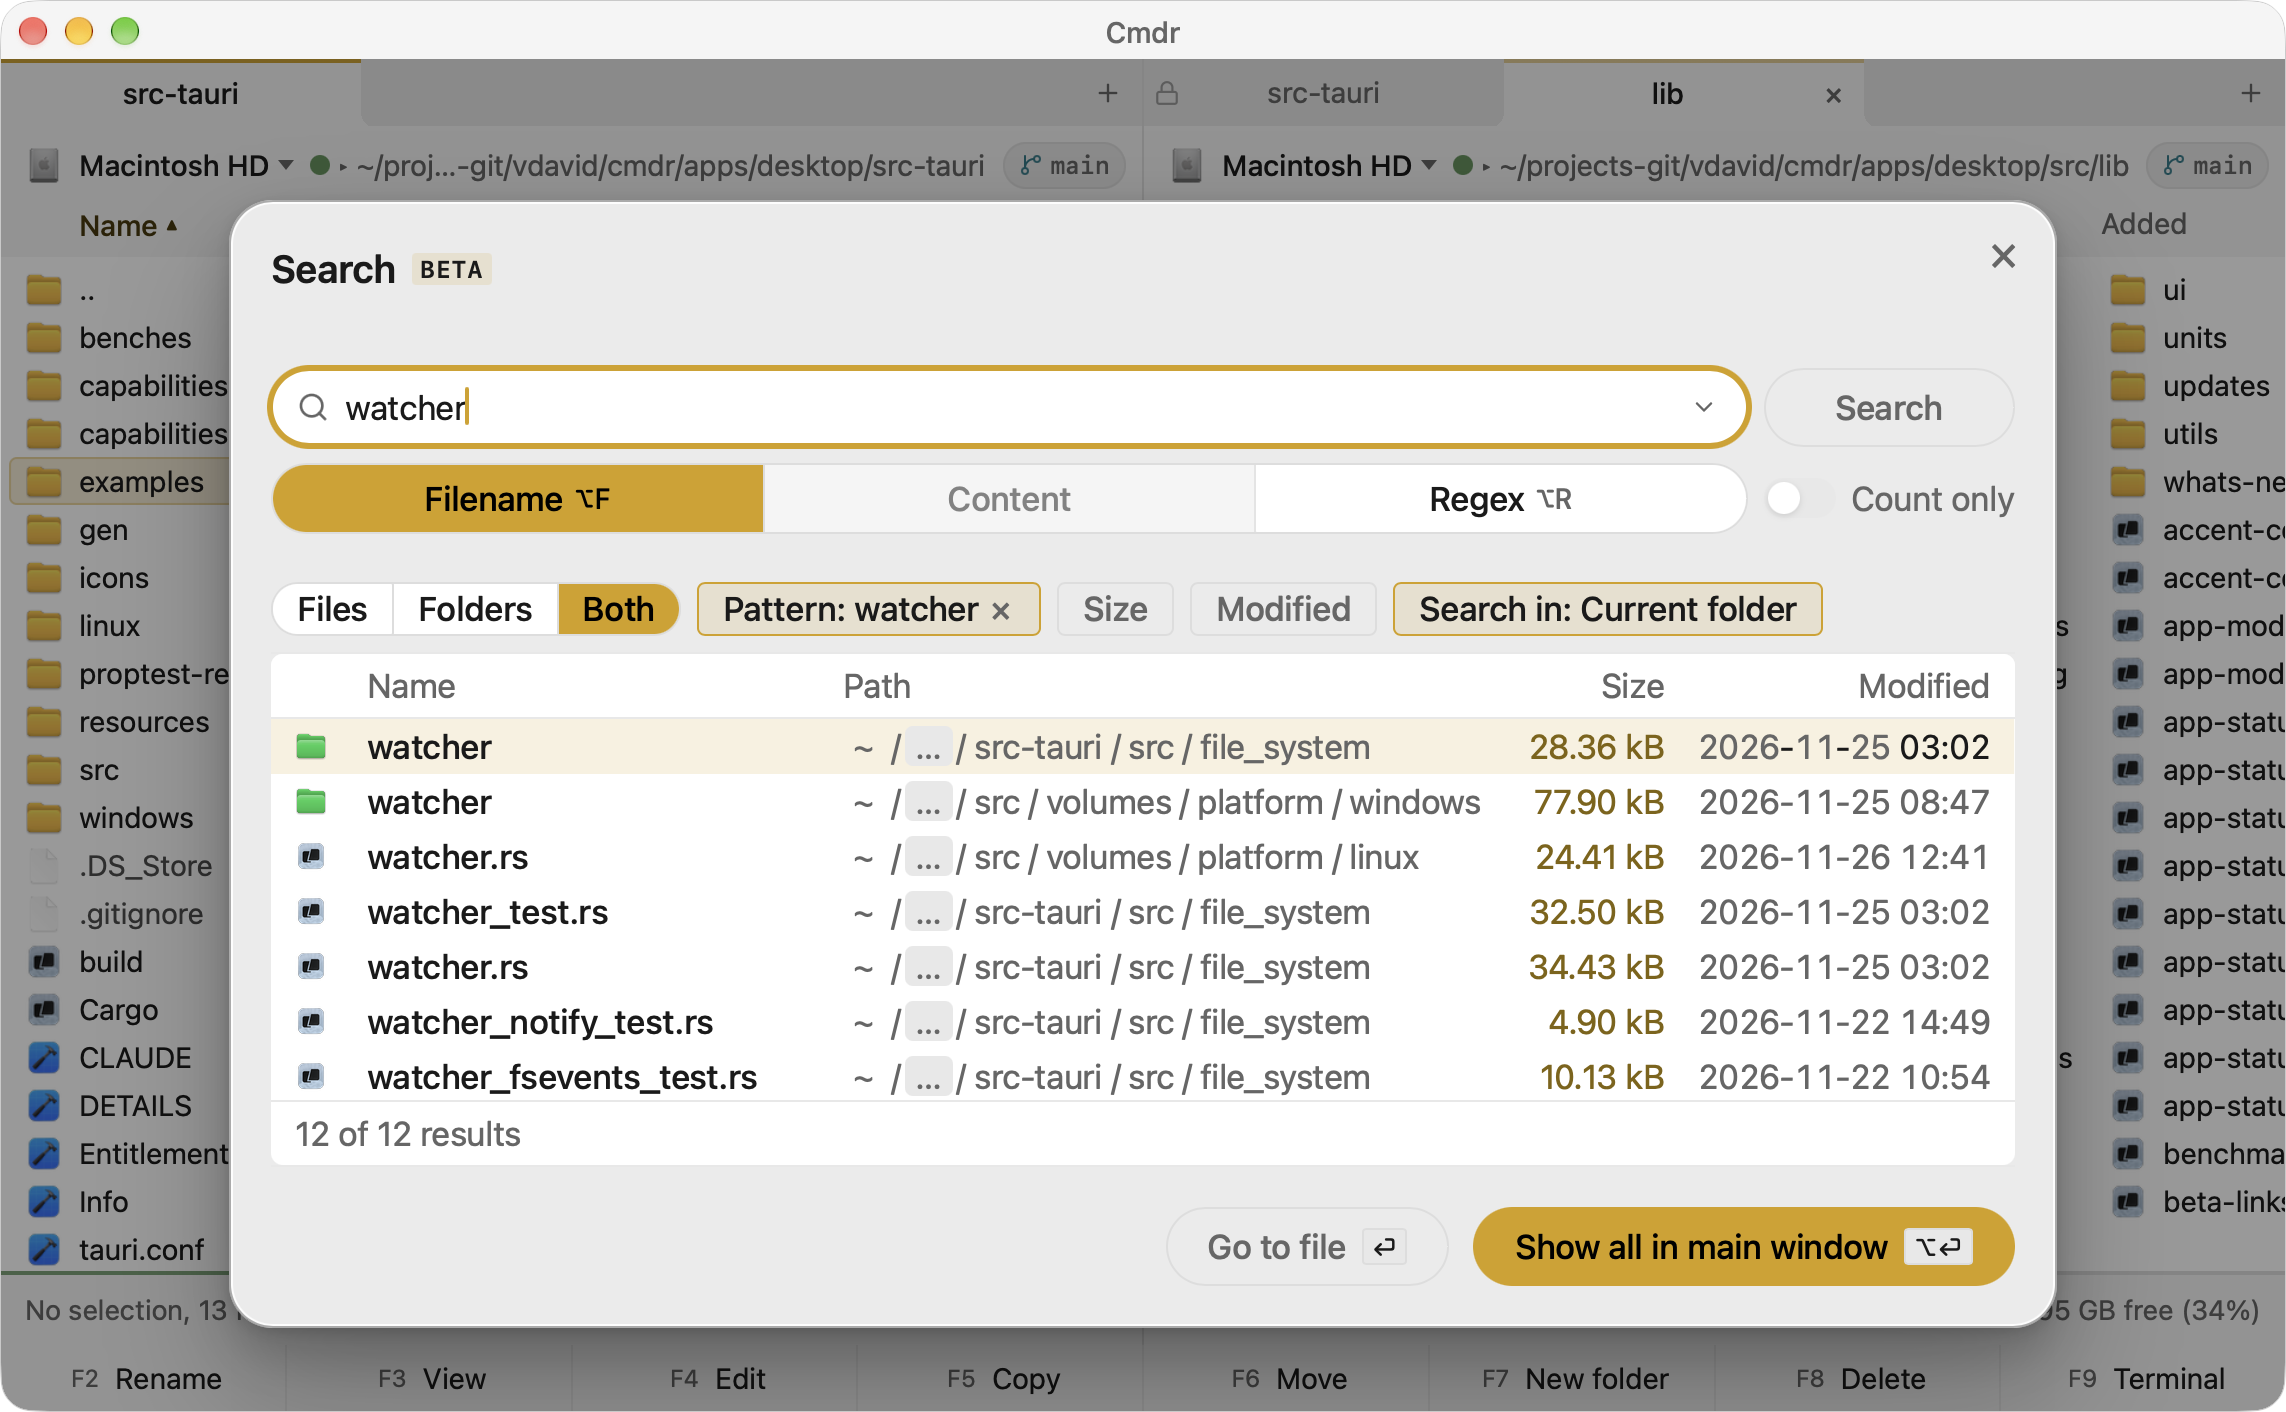 Cmdr
src-tauri
+
src-tauri
lib
×
+
Macintosh HD
~/proj...-git/vdavid/cmdr/apps/desktop/src-tauri
main
Macintosh HD
~/projects-git/vdavid/cmdr/apps/desktop/src/lib
main
Name
Added
..
benches
capabilities
capabilities
examples
gen
icons
linux
proptest-re
resources
src
windows
.DS_Store
.gitignore
build
Cargo
CLAUDE
DETAILS
Entitlement
Info
tauri.conf
Search BETA
watcher
Search
Filename ⌥F
Content
Regex ⌥R
Count only
Files
Folders
Both
Pattern: watcher ×
Size
Modified
Search in: Current folder
Name Path Size Modified
watcher ~ / ... / src-tauri / src / file_system 28.36 kB 2026-11-25 03:02
watcher ~ / ... / src / volumes / platform / windows 77.90 kB 2026-11-25 08:47
watcher.rs ~ / ... / src / volumes / platform / linux 24.41 kB 2026-11-26 12:41
watcher_test.rs ~ / ... / src-tauri / src / file_system 32.50 kB 2026-11-25 03:02
watcher.rs ~ / ... / src-tauri / src / file_system 34.43 kB 2026-11-25 03:02
watcher_notify_test.rs ~ / ... / src-tauri / src / file_system 4.90 kB 2026-11-22 14:49
watcher_fsevents_test.rs ~ / ... / src-tauri / src / file_system 10.13 kB 2026-11-22 10:54
12 of 12 results
Go to file ↵
Show all in main window ⌥↵
ui
units
updates
utils
whats-ne
accent-c
accent-c
s app-mod
g app-mod
app-statu
app-statu
app-statu
app-statu
app-statu
app-statu
app-statu
s app-statu
app-statu
benchma
beta-links
No selection, 13
95 GB free (34%)
F2 Rename
F3 View
F4 Edit
F5 Copy
F6 Move
F7 New folder
F8 Delete
F9 Terminal